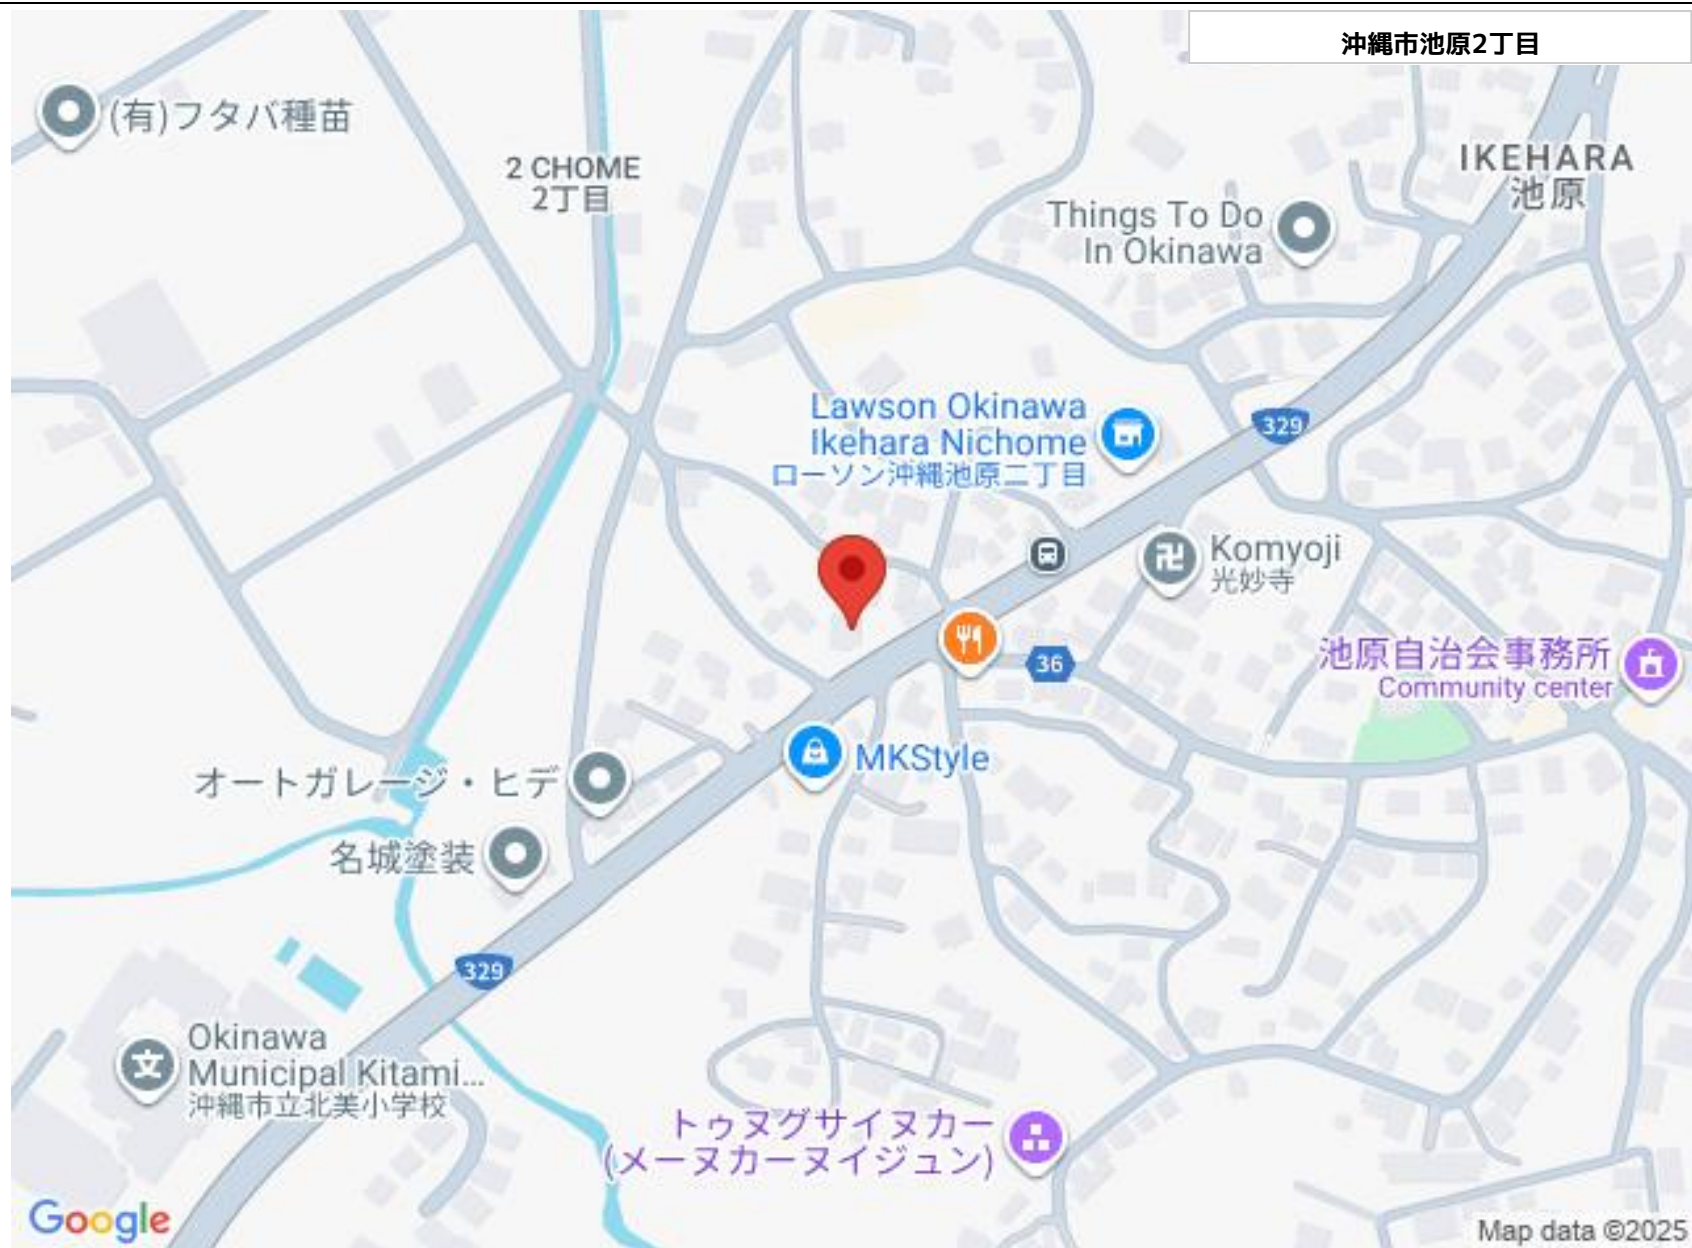 沖縄市池原2丁目
(有)フタバ種苗
2 CHOME
2丁目
IKEHARA
池原
Things To Do
In Okinawa
Lawson Okinawa
Ikehara Nichome
ローソン沖縄池原二丁目
329
Komyoji
光妙寺
36
池原自治会事務所
Community center
MKStyle
オートガレージ・ヒデ
名城塗装
329
文
Okinawa
Municipal Kitami...
沖縄市立北美小学校
トゥヌグサイヌカー
(メーヌカーヌイジュン)
Google
Map data ©2025